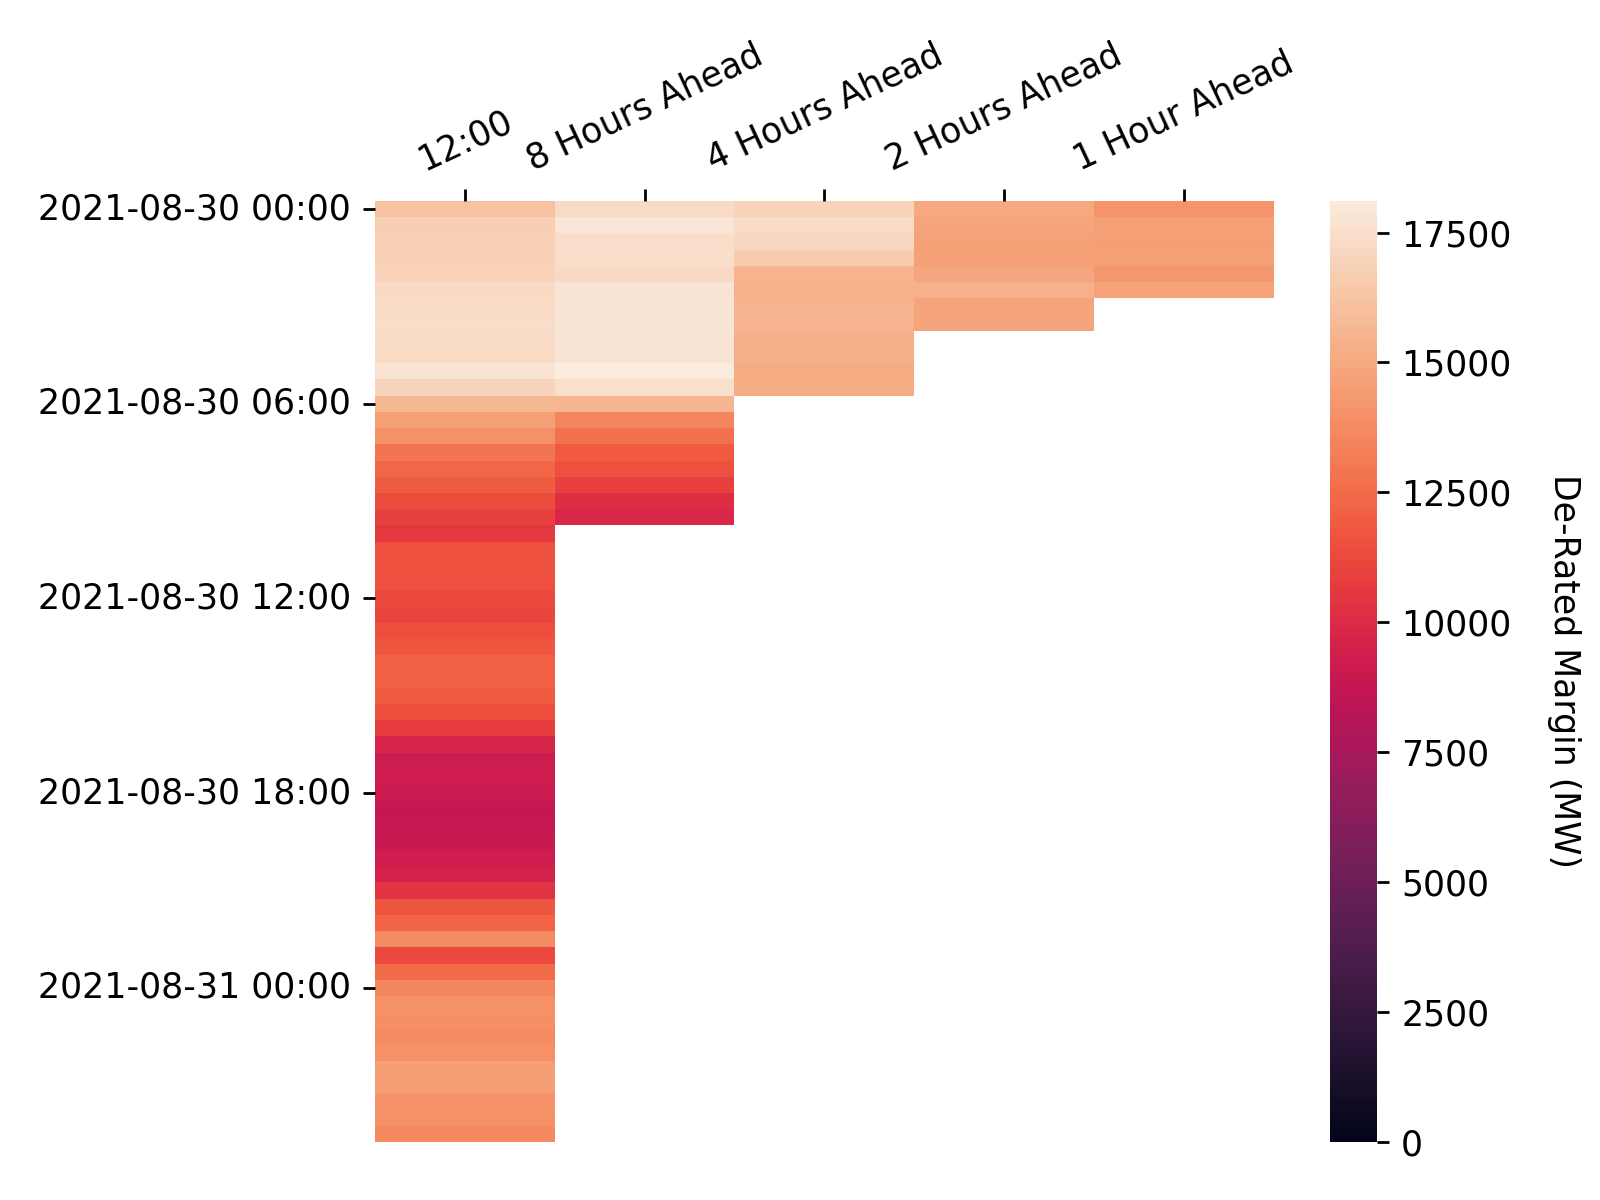 12:00
8 Hours Ahead
4 Hours Ahead
2 Hours Ahead
1 Hour Ahead
2021-08-30 00:00
2021-08-30 06:00
2021-08-30 12:00
2021-08-30 18:00
2021-08-31 00:00
17500
15000
12500
10000
7500
5000
2500
0
De-Rated Margin (MW)